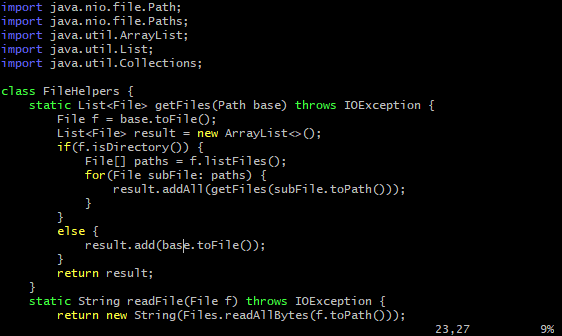 import java.nio.file.Path;
import java.nio.file.Paths;
import java.util.ArrayList;
import java.util.List;
import java.util.Collections;

class FileHelpers {
    static List<File> getFiles(Path base) throws IOException {
        File f = base.toFile();
        List<File> result = new ArrayList<>();
        if(f.isDirectory()) {
            File[] paths = f.listFiles();
            for(File subFile: paths) {
                result.addAll(getFiles(subFile.toPath()));
            }
        }
        else {
            result.add(base.toFile());
        }
        return result;
    }
    static String readFile(File f) throws IOException {
        return new String(Files.readAllBytes(f.toPath()));
23,27 9%